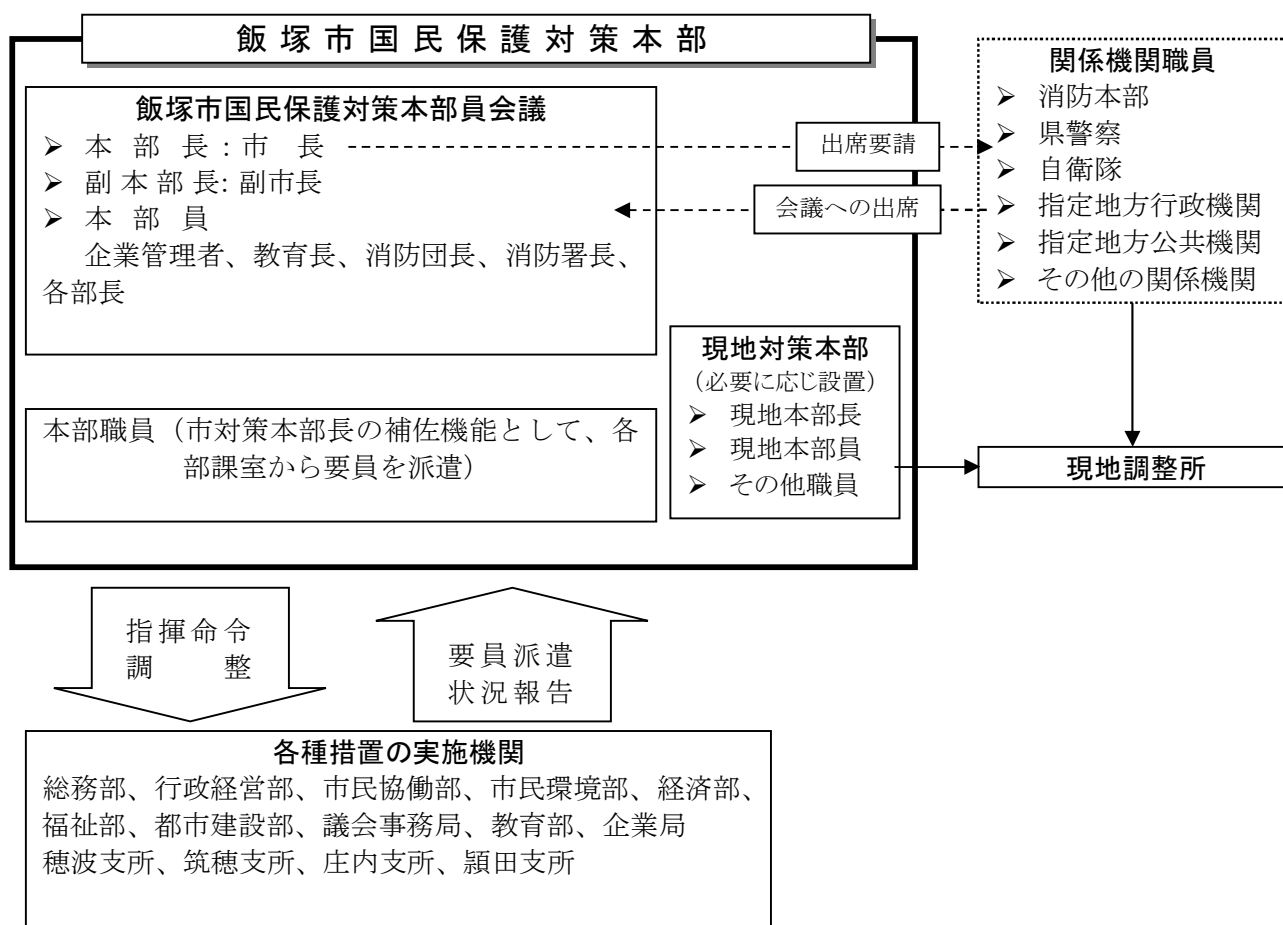 飯塚市国民保護対策本部
飯塚市国民保護対策本部員会議
➢ 本部長：市長
➢ 副本部長：副市長
➢ 本部員
企業管理者、教育長、消防団長、消防署長、
各部長
出席要請
会議への出席
関係機関職員
➢ 消防本部
➢ 県警察
➢ 自衛隊
➢ 指定地方行政機関
➢ 指定地方公共機関
➢ その他の関係機関
本部職員（市対策本部長の補佐機能として、各
部課室から要員を派遣）
現地対策本部
（必要に応じ設置）
➢ 現地本部長
➢ 現地本部員
➢ その他職員
現地調整所
指揮命令
調整
要員派遣
状況報告
各種措置の実施機関
総務部、行政経営部、市民協働部、市民環境部、経済部、
福祉部、都市建設部、議会事務局、教育部、企業局
穂波支所、筑穂支所、庄内支所、頴田支所